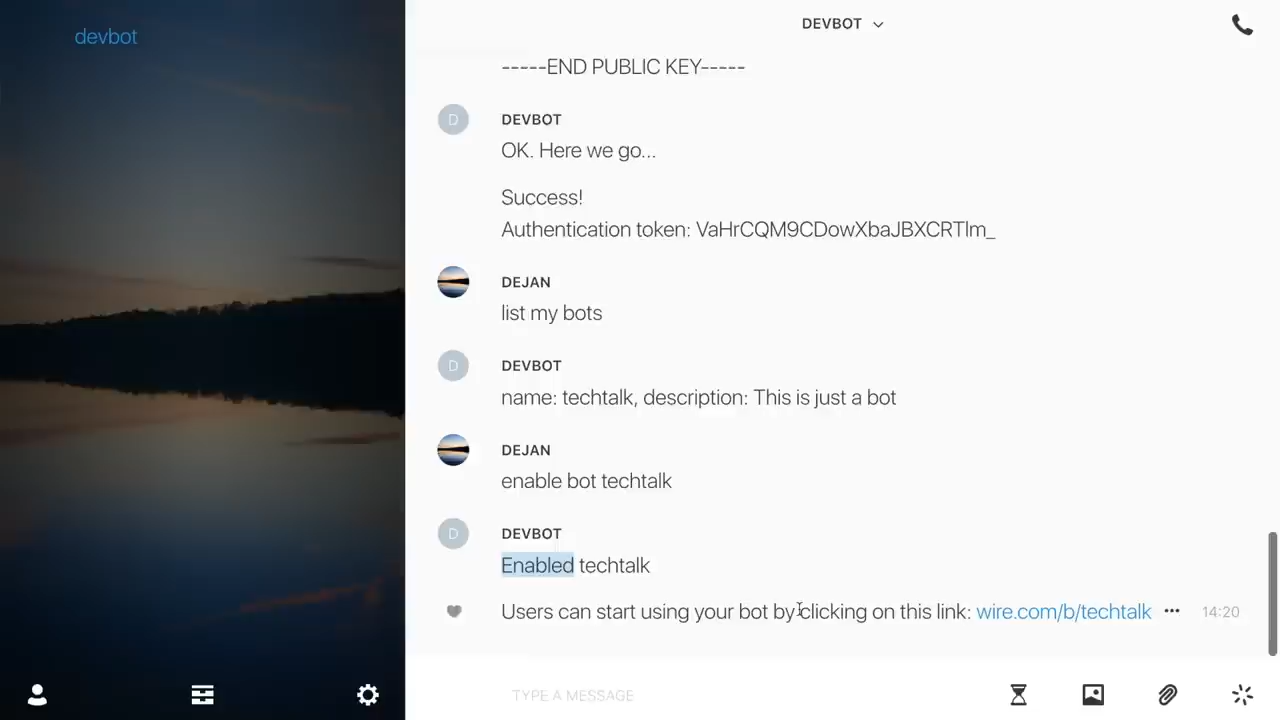 devbot
DEVBOT
-----END PUBLIC KEY-----
D
DEVBOT
OK. Here we go...
Success!
Authentication token: VaHrCQM9CDowXbaJBXCRTlm_
DEJAN
list my bots
D
DEVBOT
name: techtalk, description: This is just a bot
DEJAN
enable bot techtalk
D
DEVBOT
Enabled techtalk
Users can start using your bot by clicking on this link: wire.com/b/techtalk ••• 14:20
TYPE A MESSAGE